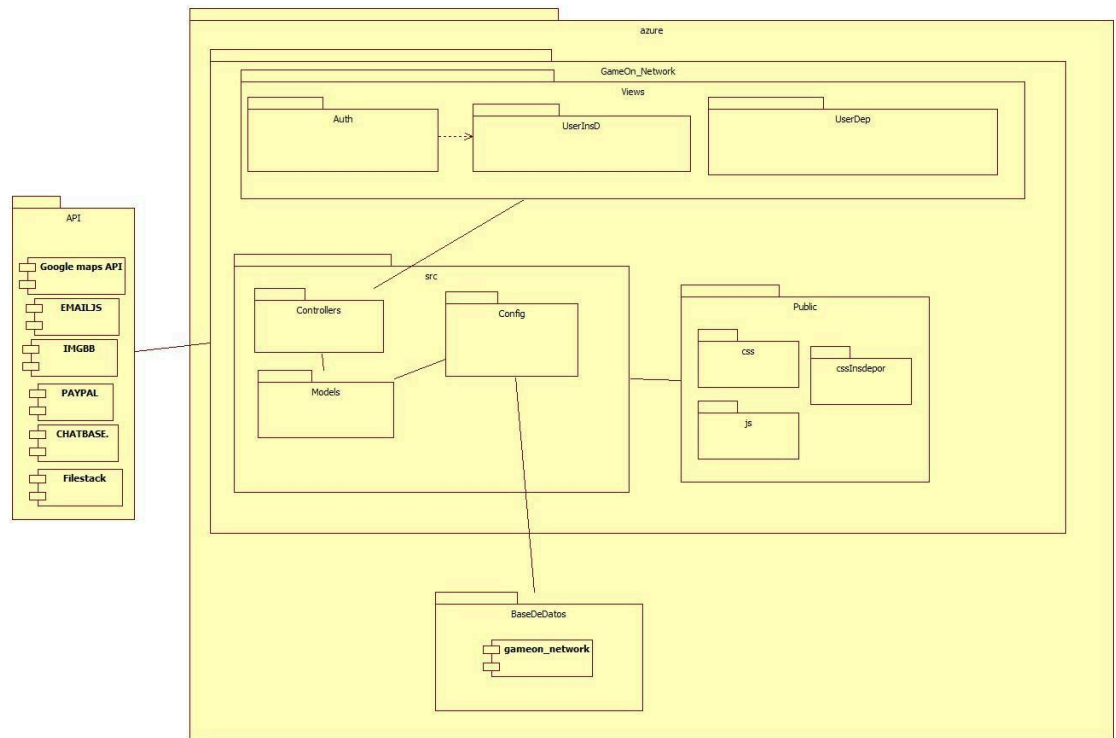 azure
GameOn_Network
Views
Auth
UserInsD
UserDep
API
Google maps API
EMAILJS
IMGBB
PAYPAL
CHATBASE.
Filestack
src
Controllers
Config
Models
Public
css
cssInsdepor
js
BaseDeDatos
gameon_network